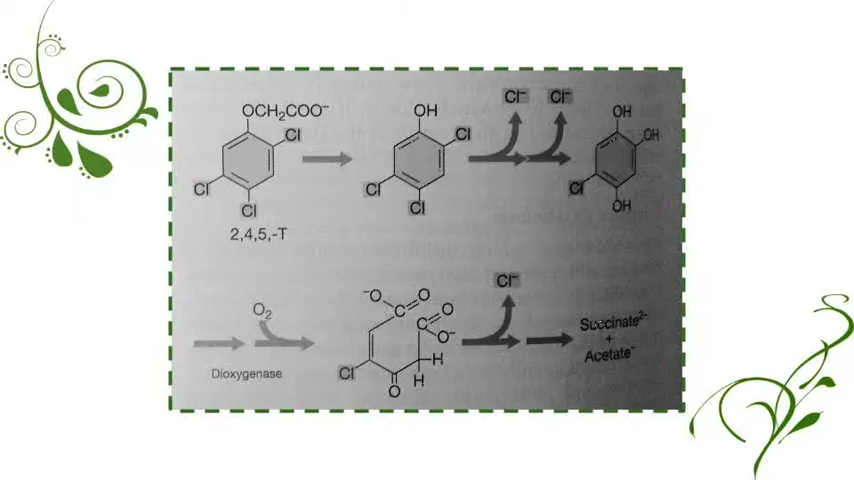 OCH₂COO⁻
Cl
Cl
Cl
2,4,5,-T
OH
Cl
Cl
Cl
Cl⁻
Cl⁻
OH
OH
Cl
OH
O₂
Dioxygenase
⁻O
O
C
C
O
O⁻
Cl
C
H
H
O
Cl⁻
Succinate²⁻
+
Acetate⁻